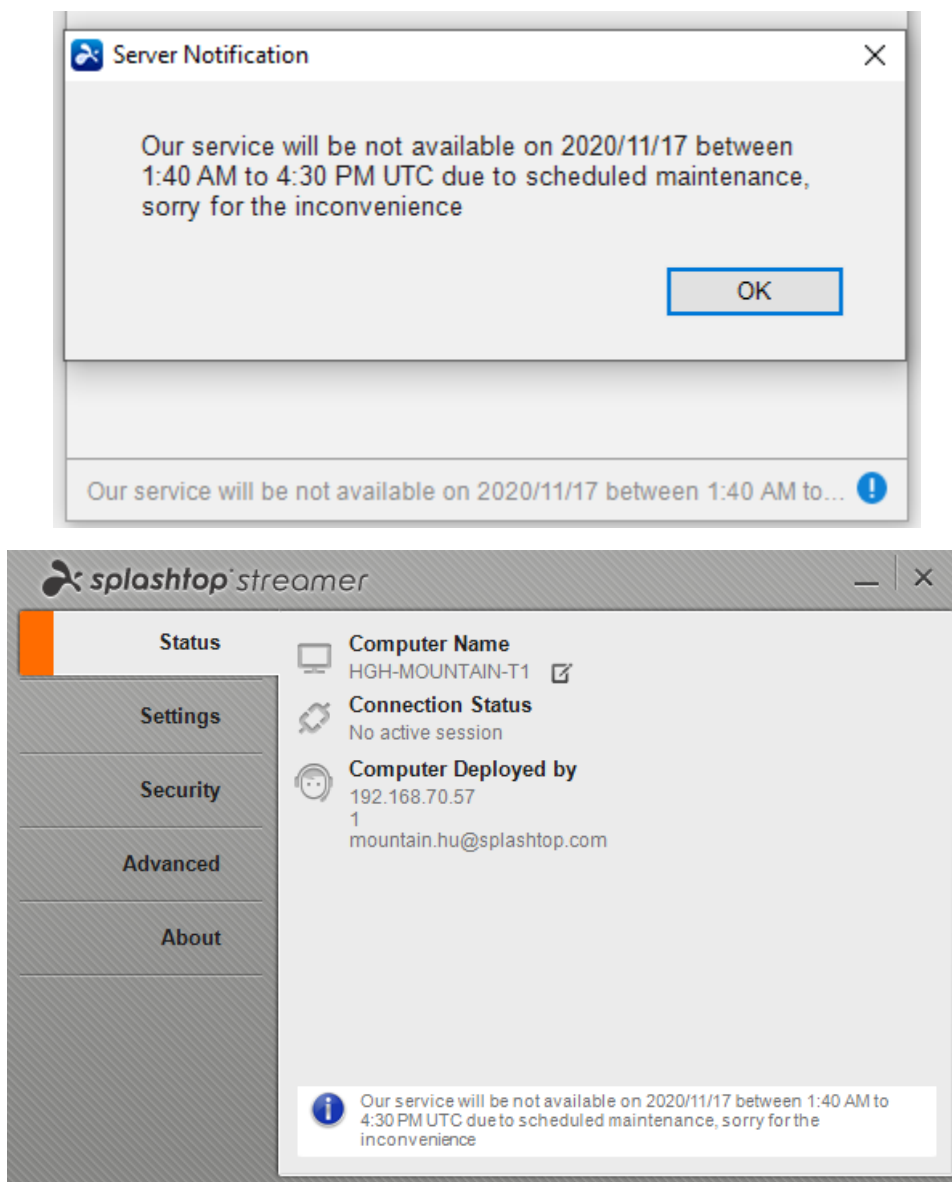 Server Notification
Our service will be not available on 2020/11/17 between
1:40 AM to 4:30 PM UTC due to scheduled maintenance,
sorry for the inconvenience
OK
Our service will be not available on 2020/11/17 between 1:40 AM to...
splashtop streamer
Status
Settings
Security
Advanced
About
Computer Name
HGH-MOUNTAIN-T1
Connection Status
No active session
Computer Deployed by
192.168.70.57
1
mountain.hu@splashtop.com
Our service will be not available on 2020/11/17 between 1:40 AM to
4:30 PM UTC due to scheduled maintenance, sorry for the
inconvenience